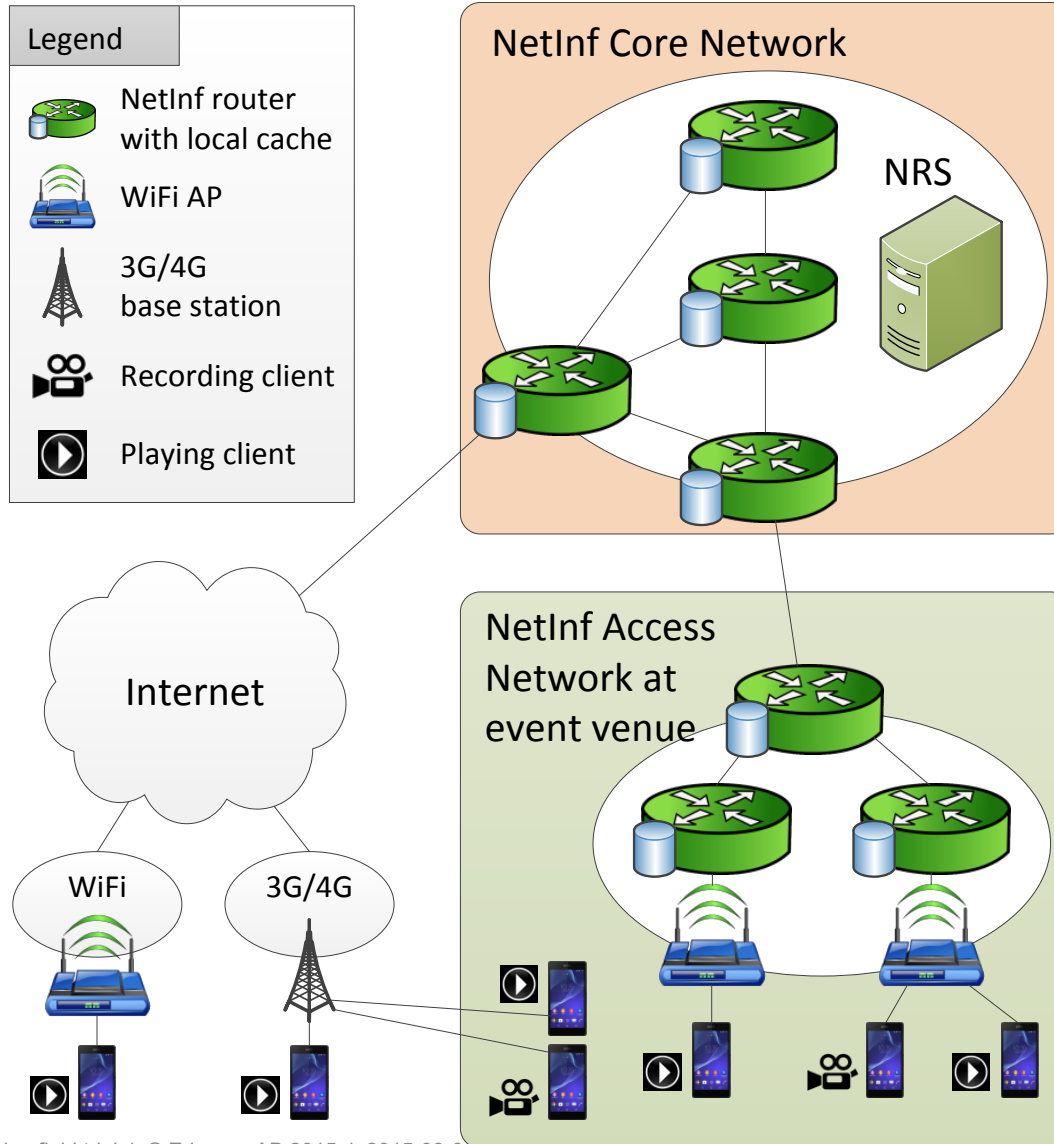 Legend
NetInf router
with local cache
WiFi AP
3G/4G
base station
Recording client
Playing client
NetInf Core Network
NRS
Internet
WiFi
3G/4G
NetInf Access
Network at
event venue